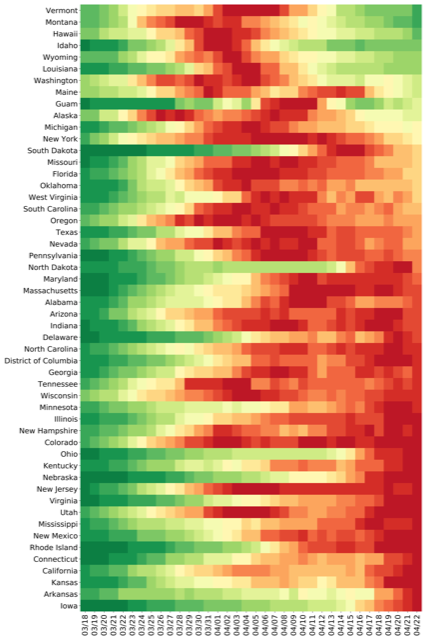 Vermont
Montana
Hawaii
Idaho
Wyoming
Louisiana
Washington
Maine
Guam
Alaska
Michigan
New York
South Dakota
Missouri
Florida
Oklahoma
West Virginia
South Carolina
Oregon
Texas
Nevada
Pennsylvania
North Dakota
Maryland
Massachusetts
Alabama
Arizona
Indiana
Delaware
North Carolina
District of Columbia
Georgia
Tennessee
Wisconsin
Minnesota
Illinois
New Hampshire
Colorado
Ohio
Kentucky
Nebraska
New Jersey
Virginia
Utah
Mississippi
New Mexico
Rhode Island
Connecticut
California
Kansas
Arkansas
Iowa
03/18
03/19
03/20
03/21
03/22
03/23
03/24
03/25
03/26
03/27
03/28
03/29
03/30
03/31
04/01
04/02
04/03
04/04
04/05
04/06
04/07
04/08
04/09
04/10
04/11
04/12
04/13
04/14
04/15
04/16
04/17
04/18
04/19
04/20
04/21
04/22